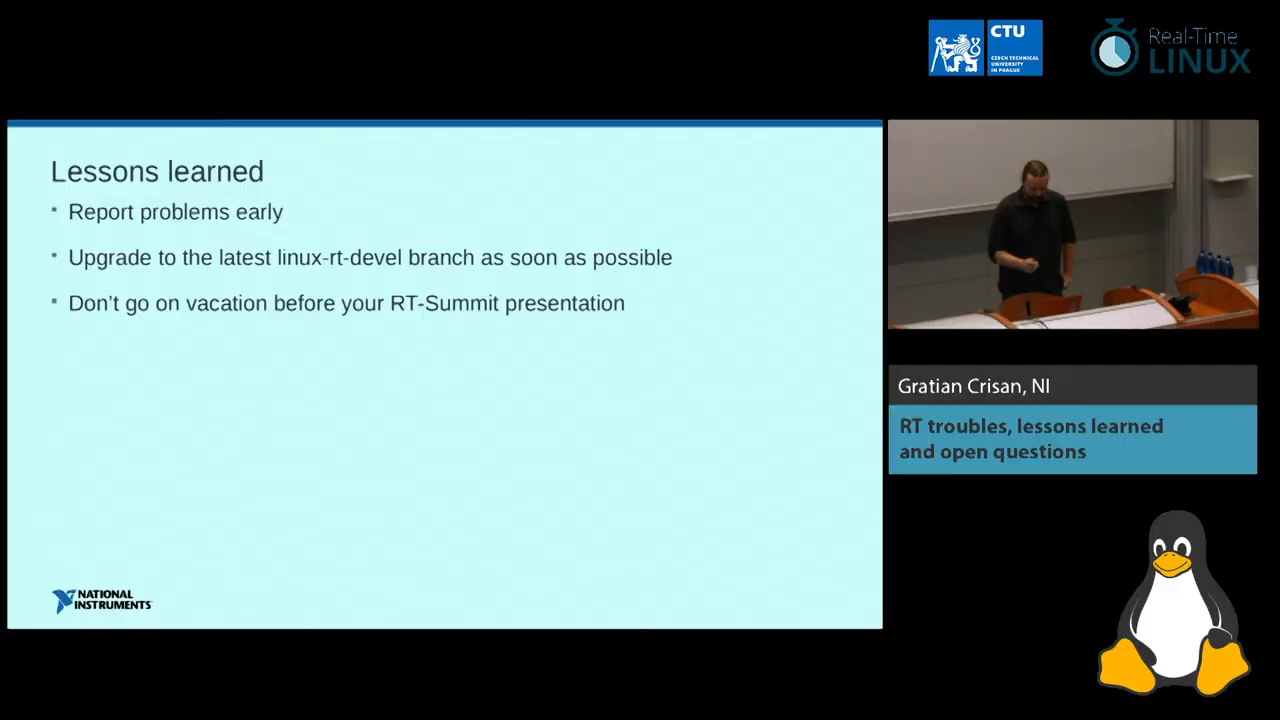 CTU
CZECH TECHNICAL
UNIVERSITY
IN PRAGUE
Real-Time
LINUX
Lessons learned
Report problems early
Upgrade to the latest linux-rt-devel branch as soon as possible
Don't go on vacation before your RT-Summit presentation
NATIONAL
INSTRUMENTS
Gratian Crisan, NI
RT troubles, lessons learned
and open questions